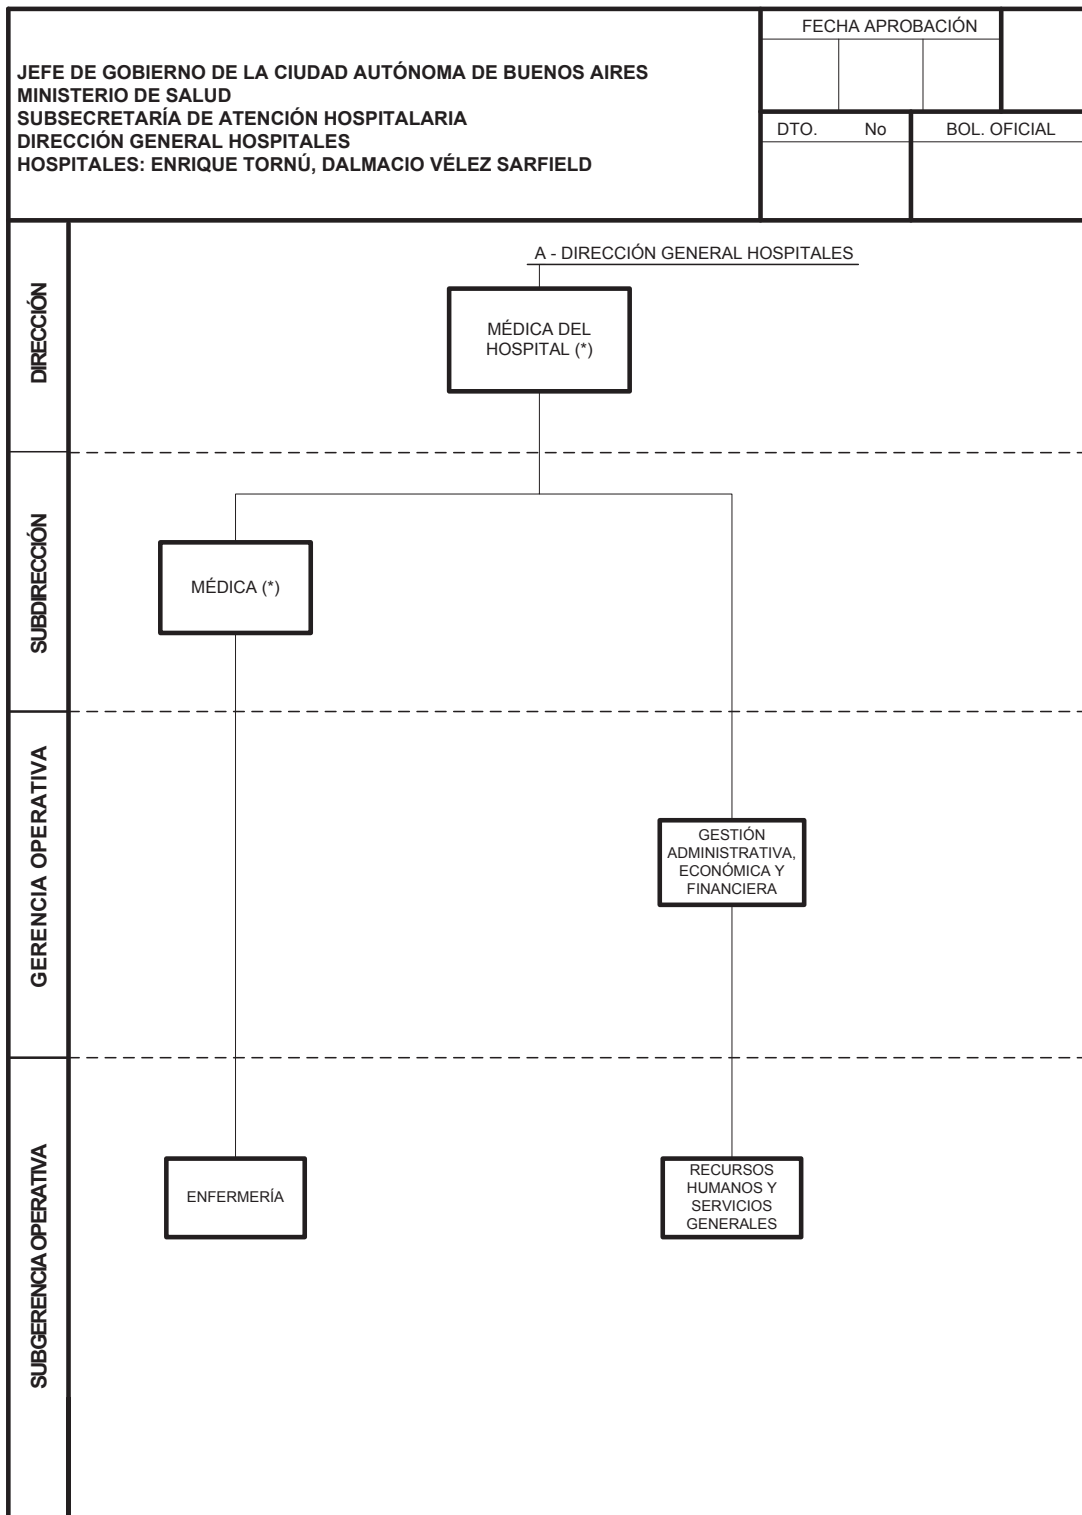 JEFE DE GOBIERNO DE LA CIUDAD AUTÓNOMA DE BUENOS AIRES
MINISTERIO DE SALUD
SUBSECRETARÍA DE ATENCIÓN HOSPITALARIA
DIRECCIÓN GENERAL HOSPITALES
HOSPITALES: ENRIQUE TORNÚ, DALMACIO VÉLEZ SARFIELD
FECHA APROBACIÓN
DTO. No
BOL. OFICIAL
DIRECCIÓN
A - DIRECCIÓN GENERAL HOSPITALES
MÉDICA DEL
HOSPITAL (*)
SUBDIRECCIÓN
MÉDICA (*)
GERENCIA OPERATIVA
GESTIÓN
ADMINISTRATIVA,
ECONÓMICA Y
FINANCIERA
SUBGERENCIA OPERATIVA
ENFERMERÍA
RECURSOS
HUMANOS Y
SERVICIOS
GENERALES